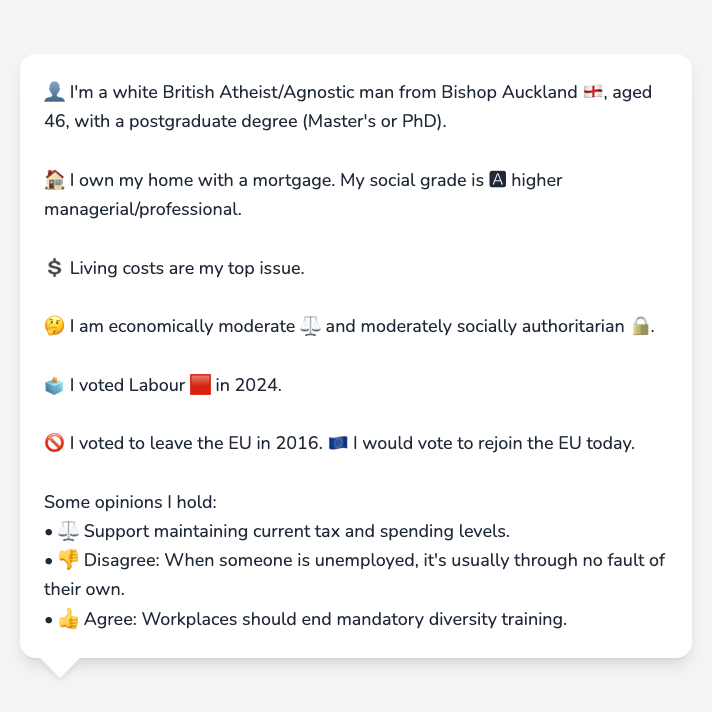 👤 I'm a white British Atheist/Agnostic man from Bishop Auckland 🏴󠁧󠁢󠁥󠁮󠁧󠁿, aged
46, with a postgraduate degree (Master's or PhD).
🏠 I own my home with a mortgage. My social grade is 🅰 higher
managerial/professional.
💲 Living costs are my top issue.
🤔 I am economically moderate ⚖️ and moderately socially authoritarian 🔒.
🗳️ I voted Labour 🟥 in 2024.
🚫 I voted to leave the EU in 2016. 🇪🇺 I would vote to rejoin the EU today.
Some opinions I hold:
• ⚖️ Support maintaining current tax and spending levels.
• 👎 Disagree: When someone is unemployed, it's usually through no fault of
their own.
• 👍 Agree: Workplaces should end mandatory diversity training.